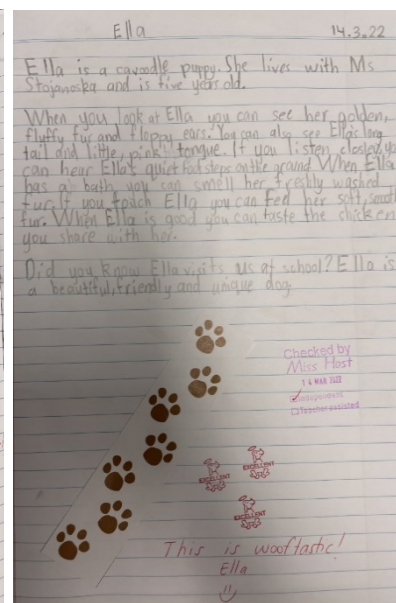 Ella
14.3.22
Ella is a cavoodle puppy. She lives with Ms
Stojanoska and is five years old.
When you look at Ella you can see her golden,
fluffy fur and floppy ears. You can also see Ella's long
tail and little, pink tongue. If you listen closley, you
can hear Ella's quiet foot steps on the ground When Ella
has a bath you can smell her freshly washed
fur. If you touch Ella you can feel her soft, smooth
fur. When Ella is good you can taste the chicken
you share with her.
Did you know Ella visits us at school? Ella is
a beautiful, friendly and unique dog.
Checked by
Miss Hust
14 MAR 2022
Independent
Teacher assisted
EXCELLENT
EXCELLENT
EXCELLENT
This is wooftastic!
Ella